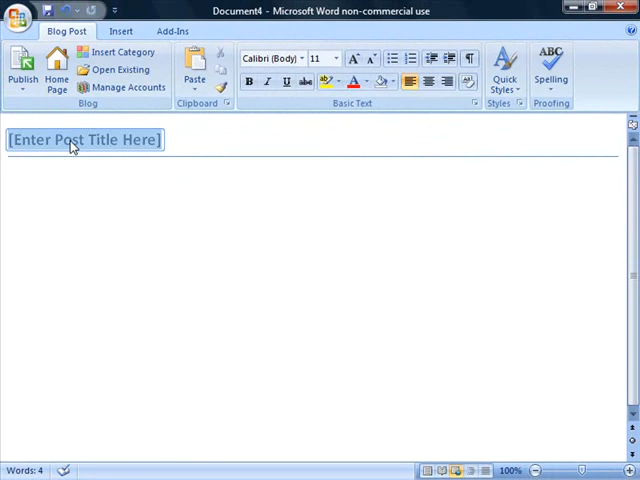 Document4 - Microsoft Word non-commercial use
Blog Post Insert Add-Ins
Publish
Home Page
Insert Category
Open Existing
Manage Accounts
Blog
Paste
Clipboard
Calibri (Body) 11
B I U abc
Basic Text
Quick Styles
Styles
ABC
Spelling
Proofing
[Enter Post Title Here]
Words: 4
100%